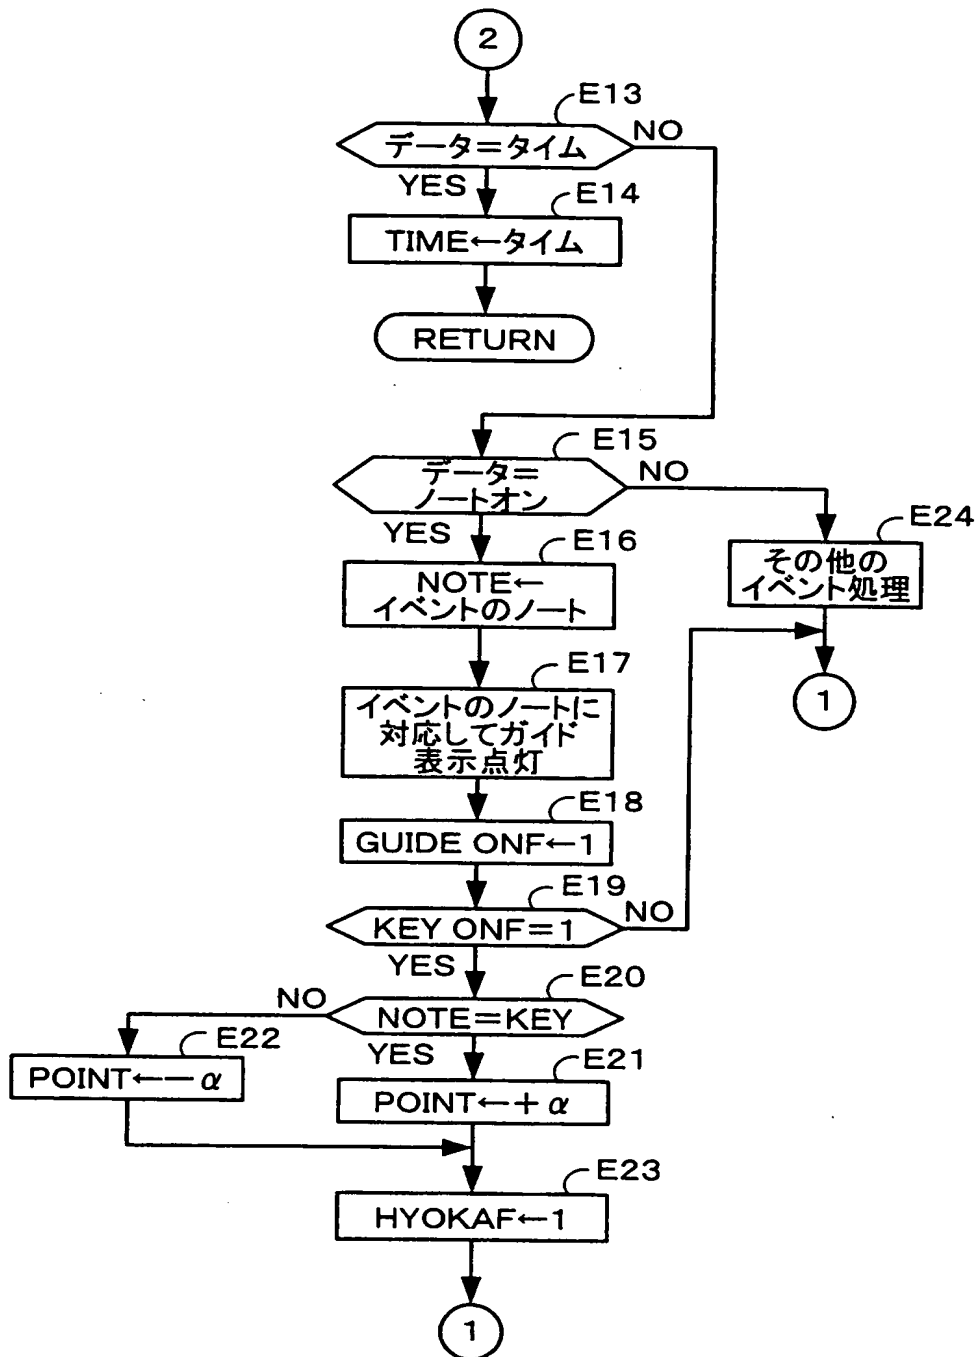 2
E13
データ=タイム
NO
YES
E14
TIME←タイム
RETURN
E15
データ=
ノートオン
NO
YES
E16
NOTE←
イベントのノート
E24
その他の
イベント処理
1
E17
イベントのノートに
対応してガイド
表示点灯
E18
GUIDE ONF←1
E19
KEY ONF=1
NO
YES
E20
NOTE=KEY
NO
YES
E22
POINT←−α
E21
POINT←+α
E23
HYOKAF←1
1